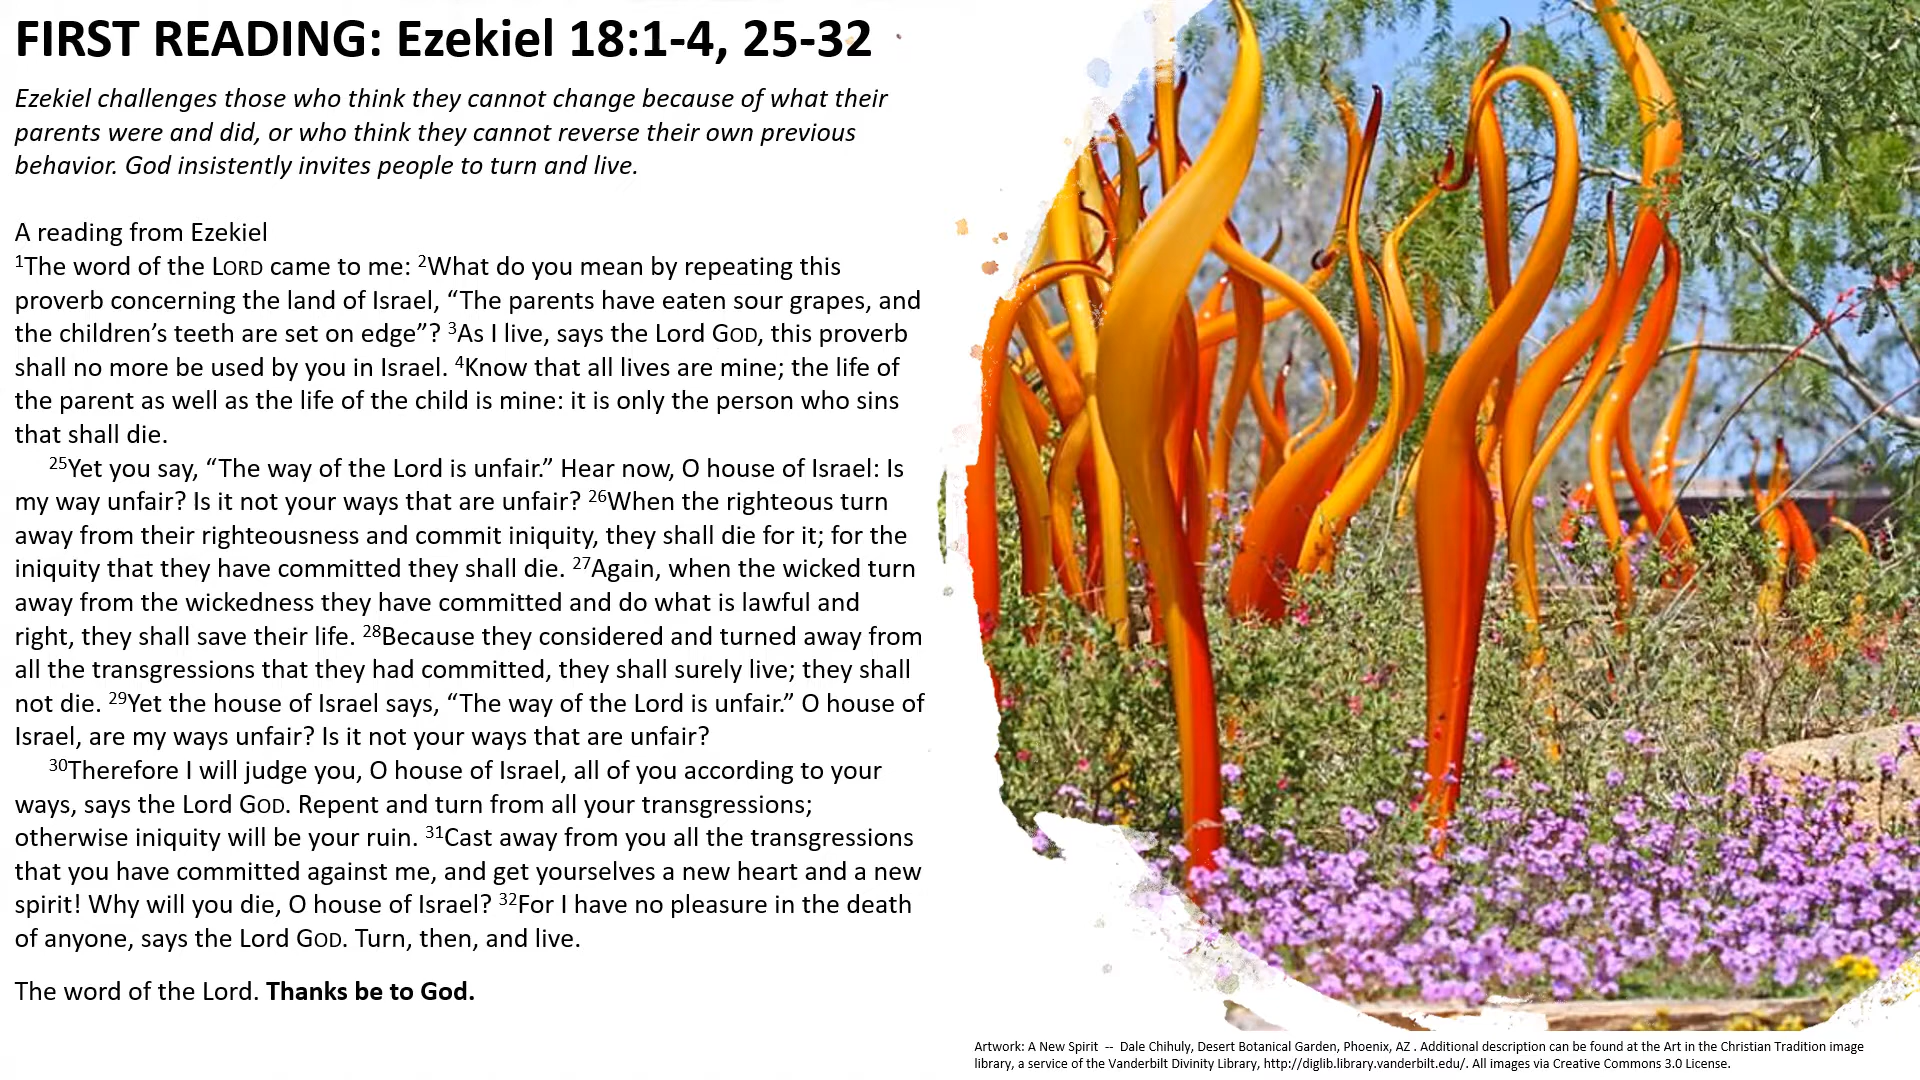 FIRST READING: Ezekiel 18:1-4, 25-32
Ezekiel challenges those who think they cannot change because of what their
parents were and did, or who think they cannot reverse their own previous
behavior. God insistently invites people to turn and live.
A reading from Ezekiel
1The word of the LORD came to me: 2What do you mean by repeating this
proverb concerning the land of Israel, “The parents have eaten sour grapes, and
the children’s teeth are set on edge”? 3As I live, says the Lord GOD, this proverb
shall no more be used by you in Israel. 4Know that all lives are mine; the life of
the parent as well as the life of the child is mine: it is only the person who sins
that shall die.
25Yet you say, “The way of the Lord is unfair.” Hear now, O house of Israel: Is
my way unfair? Is it not your ways that are unfair? 26When the righteous turn
away from their righteousness and commit iniquity, they shall die for it; for the
iniquity that they have committed they shall die. 27Again, when the wicked turn
away from the wickedness they have committed and do what is lawful and
right, they shall save their life. 28Because they considered and turned away from
all the transgressions that they had committed, they shall surely live; they shall
not die. 29Yet the house of Israel says, “The way of the Lord is unfair.” O house of
Israel, are my ways unfair? Is it not your ways that are unfair?
30Therefore I will judge you, O house of Israel, all of you according to your
ways, says the Lord GOD. Repent and turn from all your transgressions;
otherwise iniquity will be your ruin. 31Cast away from you all the transgressions
that you have committed against me, and get yourselves a new heart and a new
spirit! Why will you die, O house of Israel? 32For I have no pleasure in the death
of anyone, says the Lord GOD. Turn, then, and live.
The word of the Lord. Thanks be to God.
Artwork: A New Spirit -- Dale Chihuly, Desert Botanical Garden, Phoenix, AZ . Additional description can be found at the Art in the Christian Tradition image
library, a service of the Vanderbilt Divinity Library, http://diglib.library.vanderbilt.edu/. All images via Creative Commons 3.0 License.